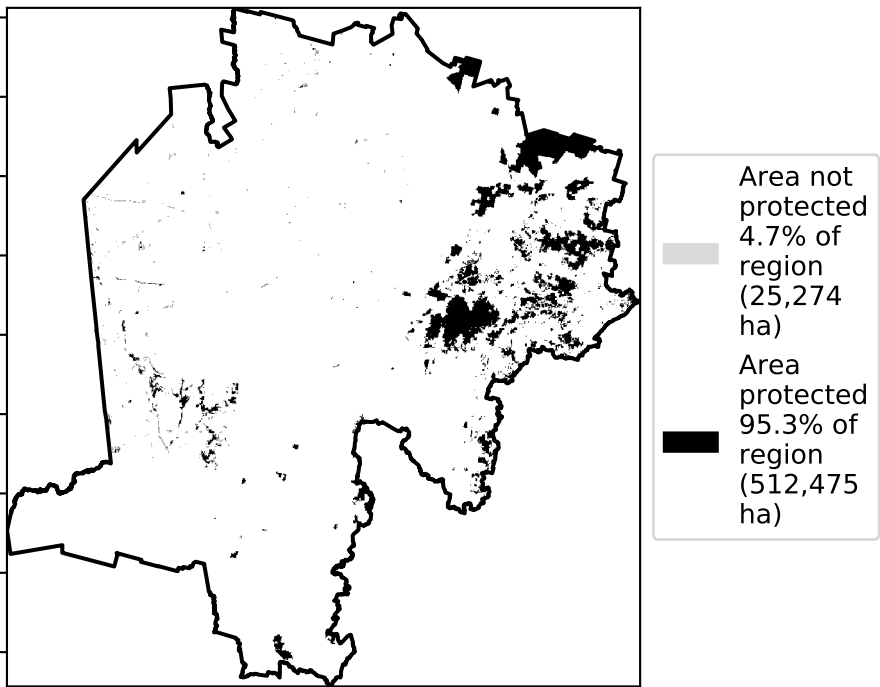 Area not
protected
4.7% of
region
(25,274
ha)
Area
protected
95.3% of
region
(512,475
ha)